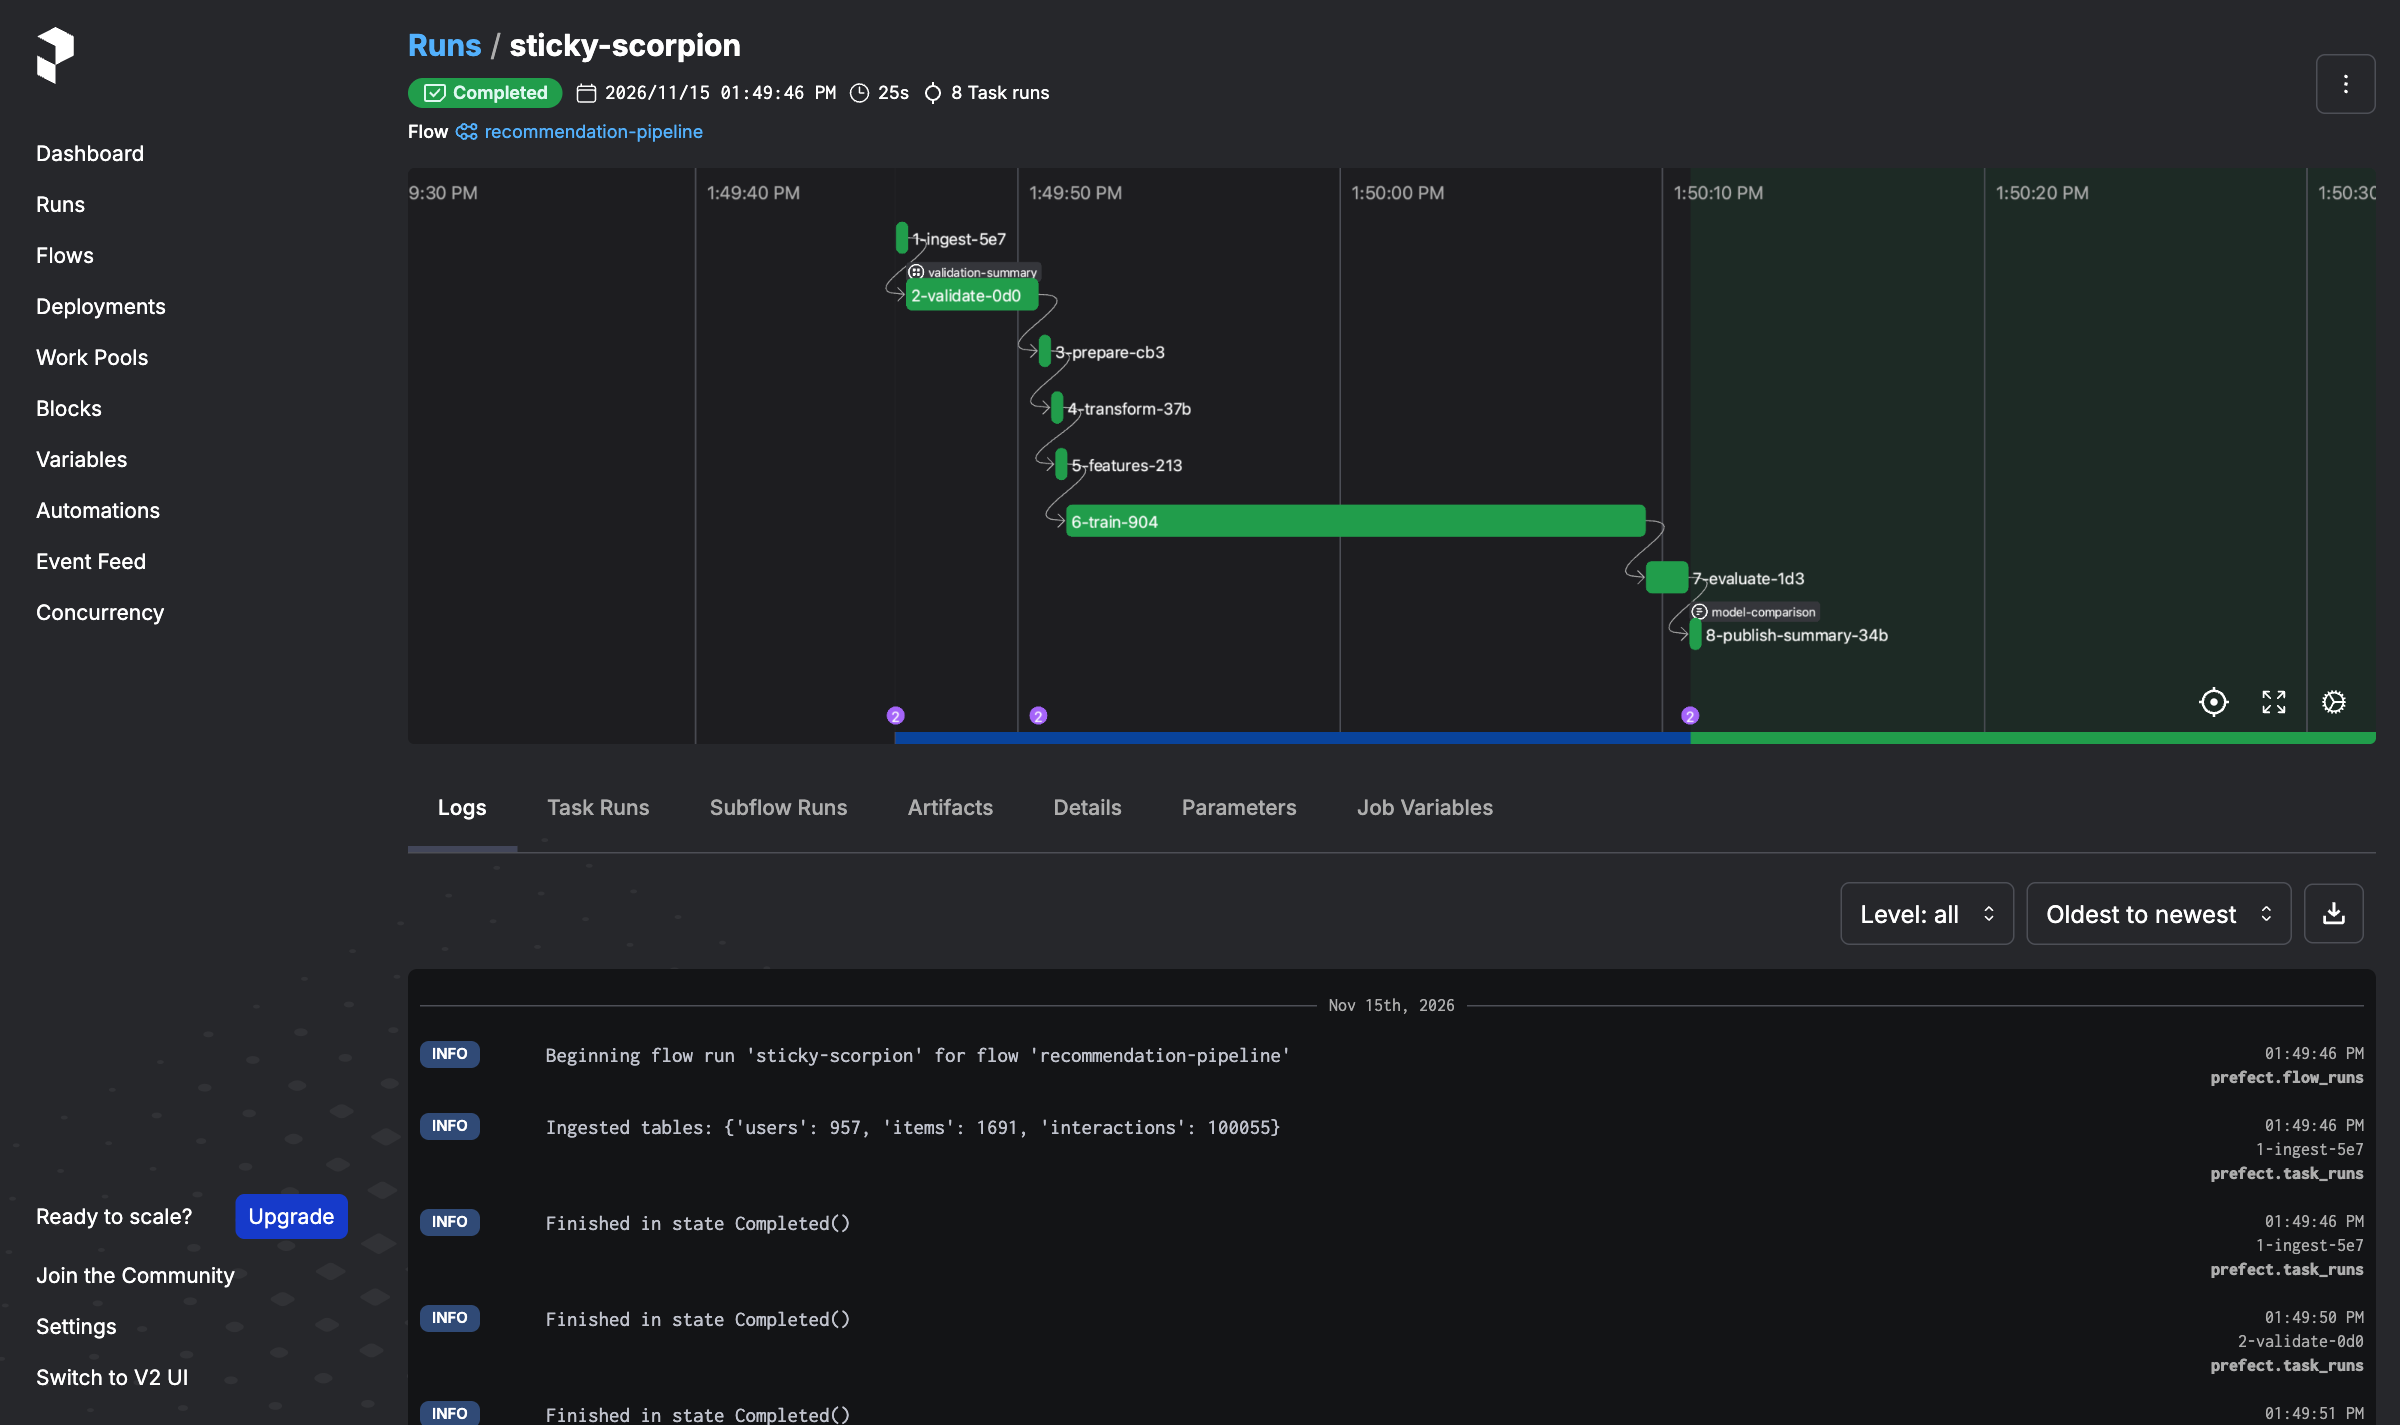 Runs / sticky-scorpion
Completed 2026/11/15 01:49:46 PM 25s 8 Task runs
Flow recommendation-pipeline
Dashboard
Runs
Flows
Deployments
Work Pools
Blocks
Variables
Automations
Event Feed
Concurrency
Ready to scale? Upgrade
Join the Community
Settings
Switch to V2 UI
9:30 PM 1:49:40 PM 1:49:50 PM 1:50:00 PM 1:50:10 PM 1:50:20 PM 1:50:30
1-ingest-5e7
validation-summary
2-validate-0d0
3-prepare-cb3
4-transform-37b
5-features-213
6-train-904
7-evaluate-1d3
model-comparison
8-publish-summary-34b
2 2 2
Logs Task Runs Subflow Runs Artifacts Details Parameters Job Variables
Level: all Oldest to newest
Nov 15th, 2026
INFO Beginning flow run 'sticky-scorpion' for flow 'recommendation-pipeline' 01:49:46 PM
prefect.flow_runs
INFO Ingested tables: {'users': 957, 'items': 1691, 'interactions': 100055} 01:49:46 PM
1-ingest-5e7
prefect.task_runs
INFO Finished in state Completed() 01:49:46 PM
1-ingest-5e7
prefect.task_runs
INFO Finished in state Completed() 01:49:50 PM
2-validate-0d0
prefect.task_runs
INFO Finished in state Completed() 01:49:51 PM